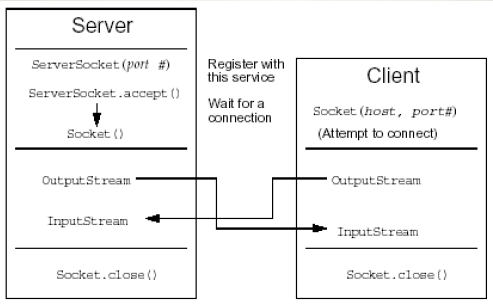 Server
ServerSocket(port #)
ServerSocket.accept()
Socket()
OutputStream
InputStream
Socket.close()
Register with
this service
Wait for a
connection
Client
Socket(host, port#)
(Attempt to connect)
OutputStream
InputStream
Socket.close()